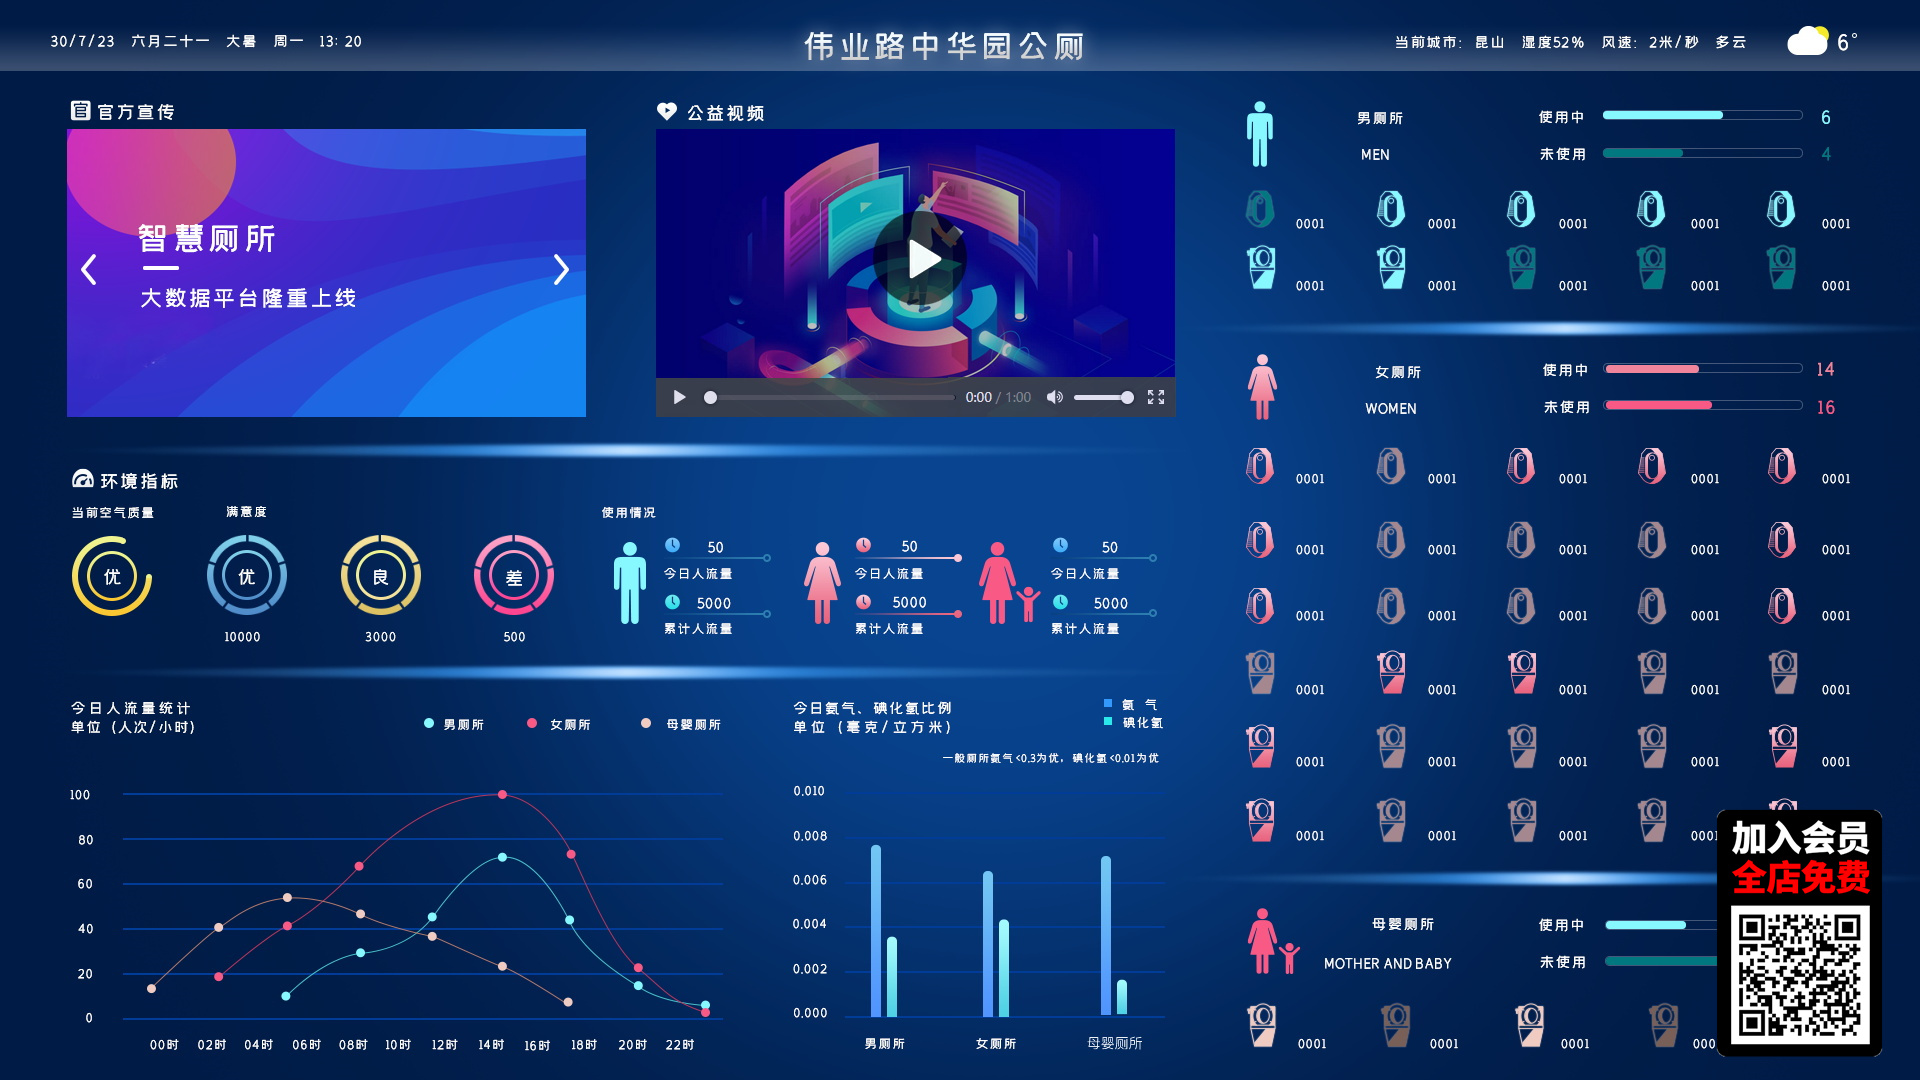 30/7/23 六月二十一 大暑 周一 13: 20
伟业路中华园公厕
当前城市: 昆山 湿度52% 风速: 2米/秒 多云
6°
官方宣传
智慧厕所
大数据平台隆重上线
公益视频
0:00 / 1:00
环境指标
当前空气质量
满意度
优
优
良
差
10000
3000
500
使用情况
50
今日人流量
5000
累计人流量
50
今日人流量
5000
累计人流量
50
今日人流量
5000
累计人流量
今日人流量统计
单位 (人次/小时)
男厕所
女厕所
母婴厕所
100
80
60
40
20
0
00时 02时 04时 06时 08时 10时 12时 14时 16时 18时 20时 22时
今日氨气、碘化氢比例
单位 (毫克/立方米)
氨 气
碘化氢
一般厕所氨气<0.3为优, 碘化氢<0.01为优
0.010
0.008
0.006
0.004
0.002
0.000
男厕所
女厕所
母婴厕所
男厕所
MEN
使用中
6
未使用
4
0001 0001 0001 0001 0001
0001 0001 0001 0001 0001
女厕所
WOMEN
使用中
14
未使用
16
0001 0001 0001 0001 0001
0001 0001 0001 0001 0001
0001 0001 0001 0001 0001
0001 0001 0001 0001 0001
0001 0001 0001 0001 0001
0001 0001 0001 0001
母婴厕所
MOTHER AND BABY
使用中
未使用
0001 0001 0001 000
加入会员
全店免费